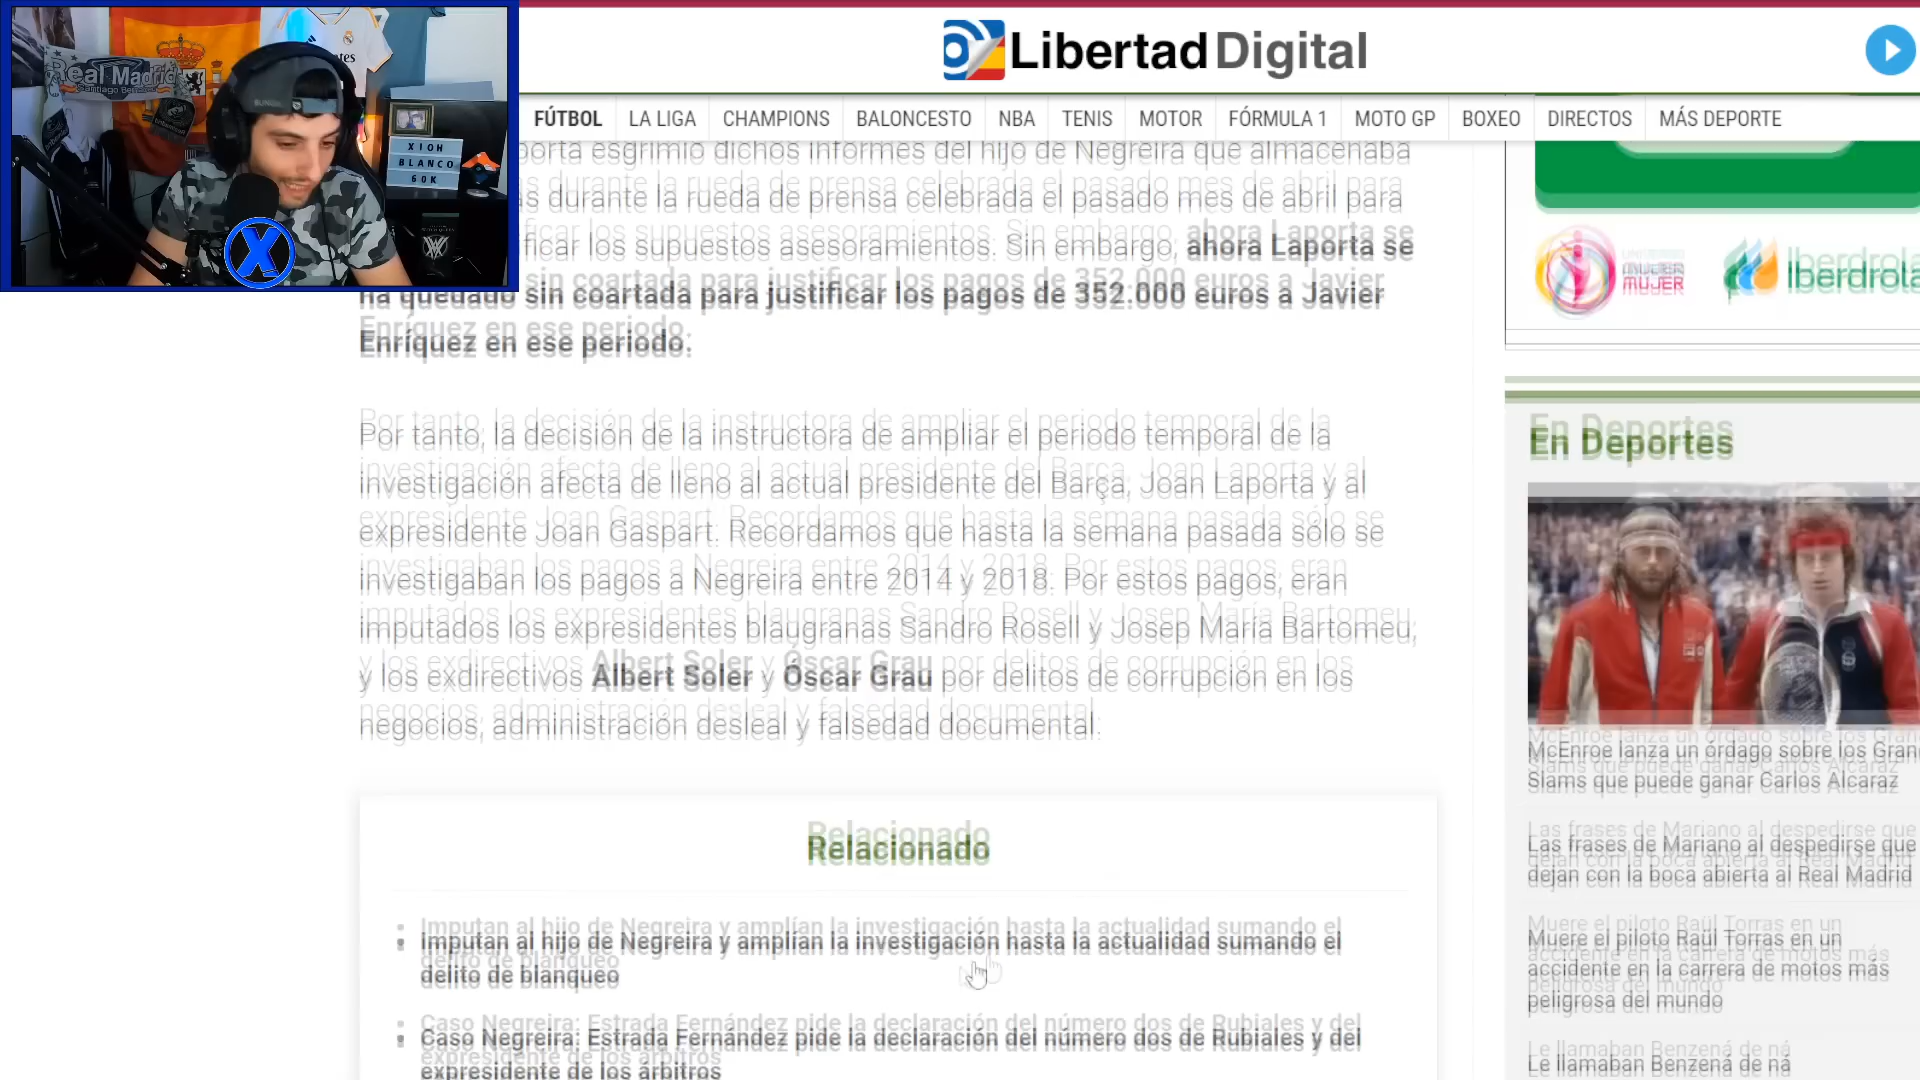 Real Madrid
Santiago Bernabéu
XIOH
BLANCO
60K
X
Libertad Digital
FÚTBOL
LA LIGA
CHAMPIONS
BALONCESTO
NBA
TENIS
MOTOR
FÓRMULA 1
MOTO GP
BOXEO
DIRECTOS
MÁS DEPORTE
porta esgrimió dichos informes del hijo de Negreira que almacenaba
s durante la rueda de prensa celebrada el pasado mes de abril para
ficar los supuestos asesoramientos. Sin embargo, ahora Laporta se
ha quedado sin coartada para justificar los pagos de 352.000 euros a Javier
Enríquez en ese periodo.
Por tanto, la decisión de la instructora de ampliar el periodo temporal de la
investigación afecta de lleno al actual presidente del Barça, Joan Laporta y al
expresidente Joan Gaspart. Recordamos que hasta la semana pasada sólo se
investigaban los pagos a Negreira entre 2014 y 2018. Por estos pagos, eran
imputados los expresidentes blaugranas Sandro Rosell y Josep María Bartomeu,
y los exdirectivos Albert Soler y Óscar Grau por delitos de corrupción en los
negocios, administración desleal y falsedad documental.
Relacionado
Imputan al hijo de Negreira y amplían la investigación hasta la actualidad sumando el
delito de blanqueo
Caso Negreira: Estrada Fernández pide la declaración del número dos de Rubiales y del
expresidente de los árbitros
MUJER
Iberdrola
En Deportes
McEnroe lanza un órdago sobre los Gran
Slams que puede ganar Carlos Alcaraz
Las frases de Mariano al despedirse que
dejan con la boca abierta al Real Madrid
Muere el piloto Raül Torras en un
accidente en la carrera de motos más
peligrosa del mundo
Le llamaban Benzená de ná